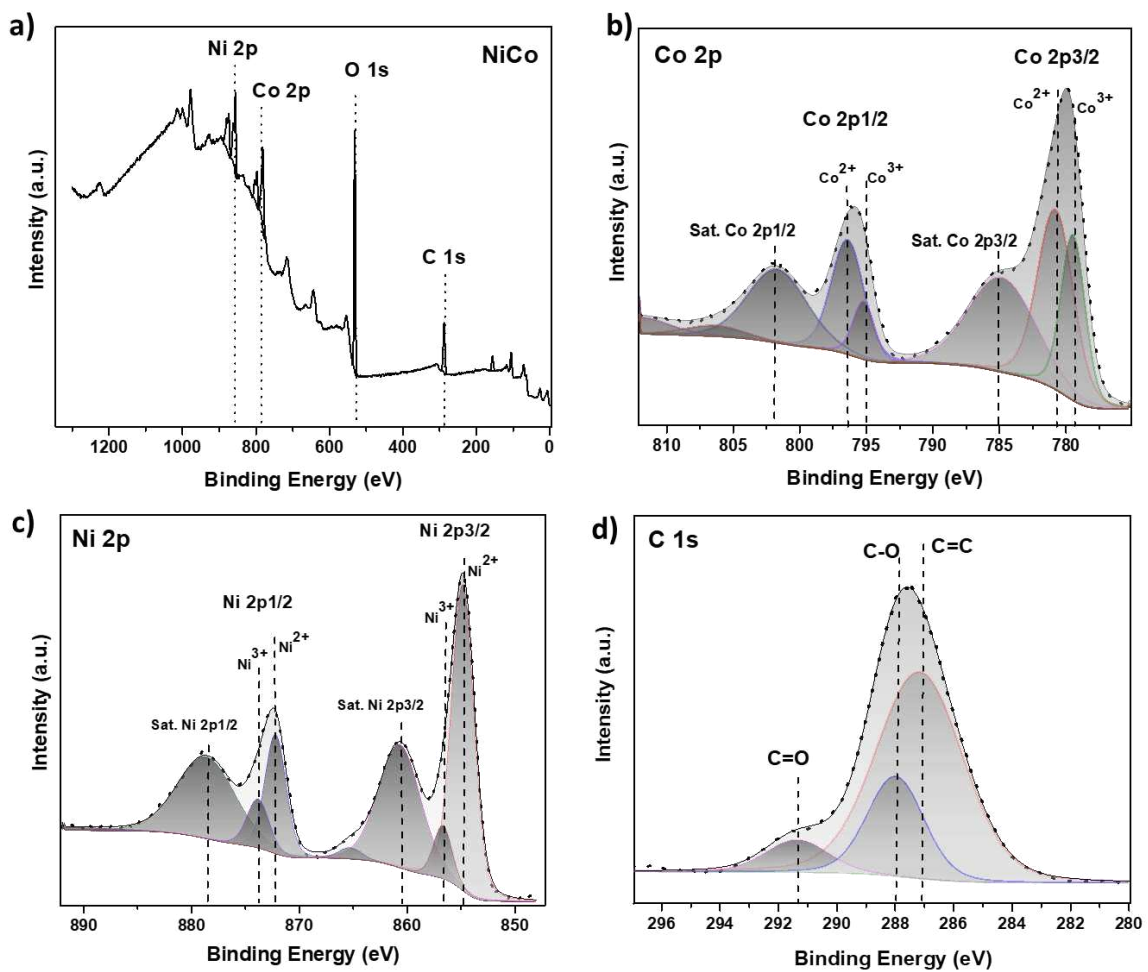 a)
Ni 2p
Co 2p
O 1s
NiCo
C 1s
Intensity (a.u.)
1200 1000 800 600 400 200 0
Binding Energy (eV)
b)
Co 2p
Co 2p3/2
Co2+
Co3+
Co 2p1/2
Co2+
Co3+
Sat. Co 2p1/2
Sat. Co 2p3/2
Intensity (a.u.)
810 805 800 795 790 785 780
Binding Energy (eV)
c)
Ni 2p
Ni 2p3/2
Ni2+
Ni3+
Ni 2p1/2
Ni3+
Ni2+
Sat. Ni 2p1/2
Sat. Ni 2p3/2
Intensity (a.u.)
890 880 870 860 850
Binding Energy (eV)
d)
C 1s
C-O
C=C
C=O
Intensity (a.u.)
296 294 292 290 288 286 284 282 280
Binding Energy (eV)